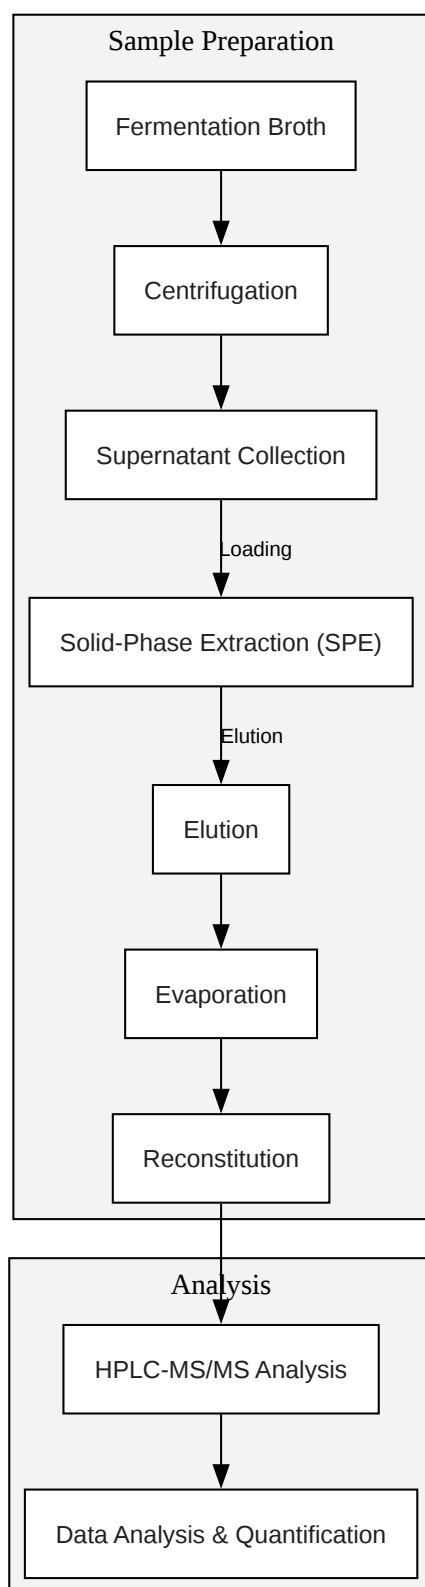 Sample Preparation
Fermentation Broth
Centrifugation
Supernatant Collection
Loading
Solid-Phase Extraction (SPE)
Elution
Elution
Evaporation
Reconstitution
Analysis
HPLC-MS/MS Analysis
Data Analysis & Quantification